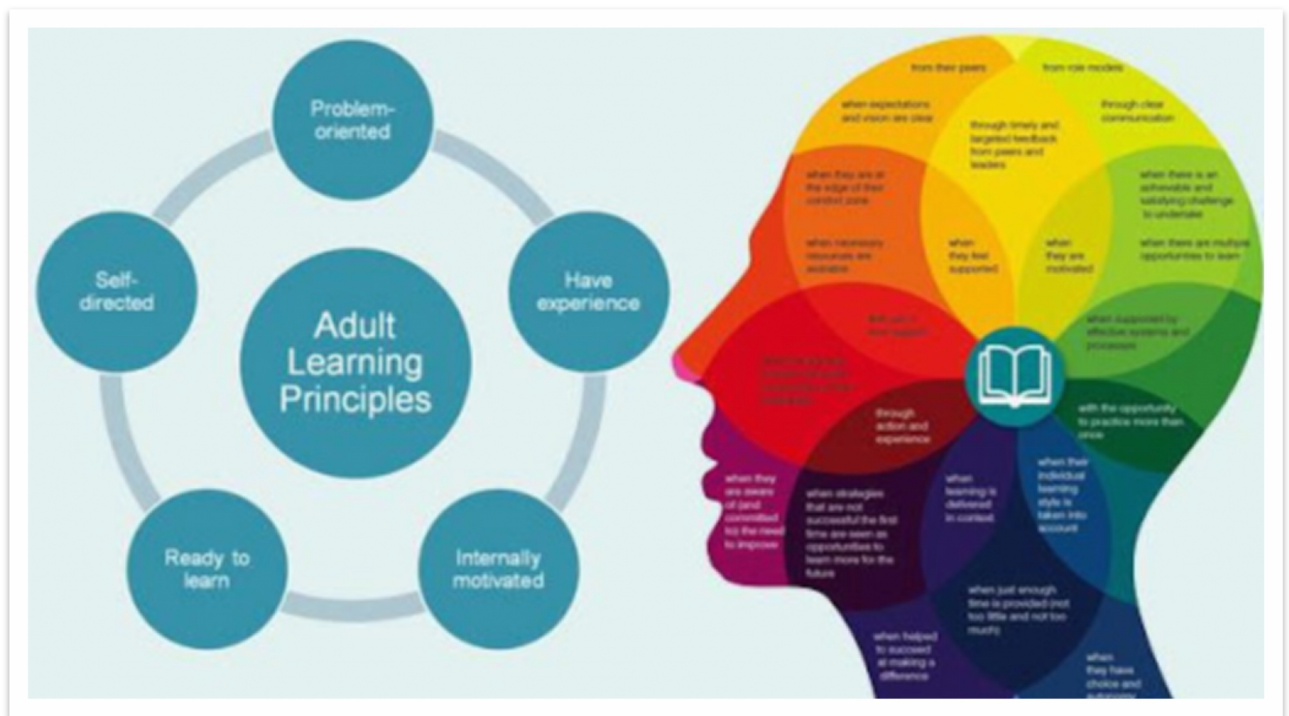 Problem-
oriented
Self-
directed
Have
experience
Adult
Learning
Principles
Ready to
learn
Internally
motivated
from their peers
from role models
when expectations
and vision are clear
through clear
communication
through timely and
targeted feedback
from peers and
leaders
when they are at
the edge of their
comfort zone
when there is an
achievable and
satisfying challenge
to undertake
when necessary
resources are
available
when
they feel
supported
when
they are
motivated
when there are multiple
opportunities to learn
when supported by
effective systems and
processes
through
action and
experience
with the opportunity
to practice more than
once
when they
are aware
of (and
committed
to) the need
to improve
when strategies
that are not
successful the first
time are seen as
opportunities to
learn more for the
future
when
learning is
delivered
in context
when their
individual
learning
style is
taken into
account
when just enough
time is provided (not
too little and not too
much)
when helped
to succeed
at making a
difference
when
they have
choice and
autonomy